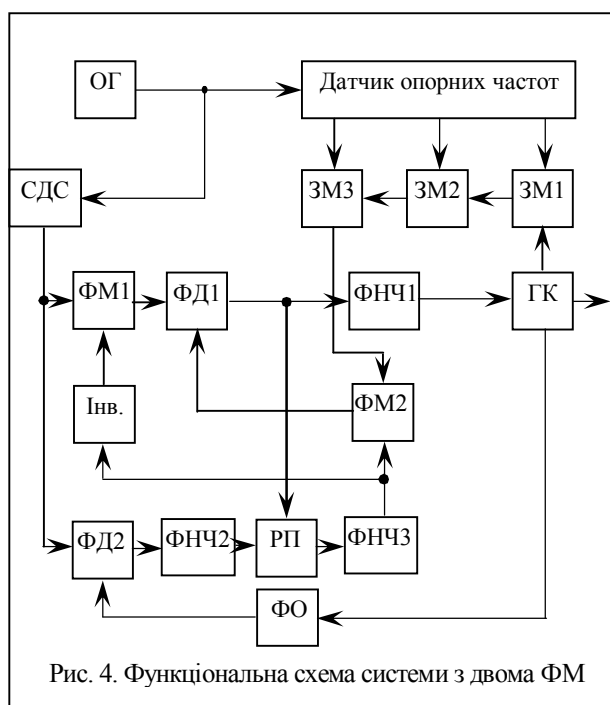 ОГ
Датчик опорних частот
СДС
ЗМ3
ЗМ2
ЗМ1
ФМ1
ФД1
ФНЧ1
ГК
Інв.
ФМ2
ФД2
ФНЧ2
РП
ФНЧ3
ФО
Рис. 4. Функціональна схема системи з двома ФМ